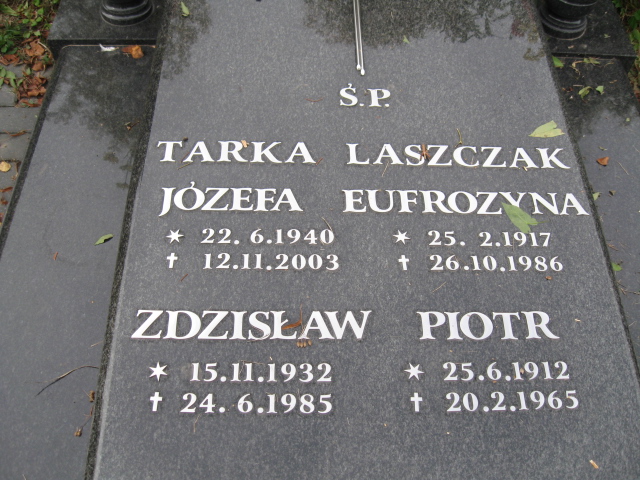 Ś.P.
TARKA LASZCZAK
JÓZEFA EUFROZYNA
✶ 22.6.1940 ✶ 25.2.1917
✝ 12.11.2003 ✝ 26.10.1986
ZDZISŁAW PIOTR
✶ 15.11.1932 ✶ 25.6.1912
✝ 24.6.1985 ✝ 20.2.1965